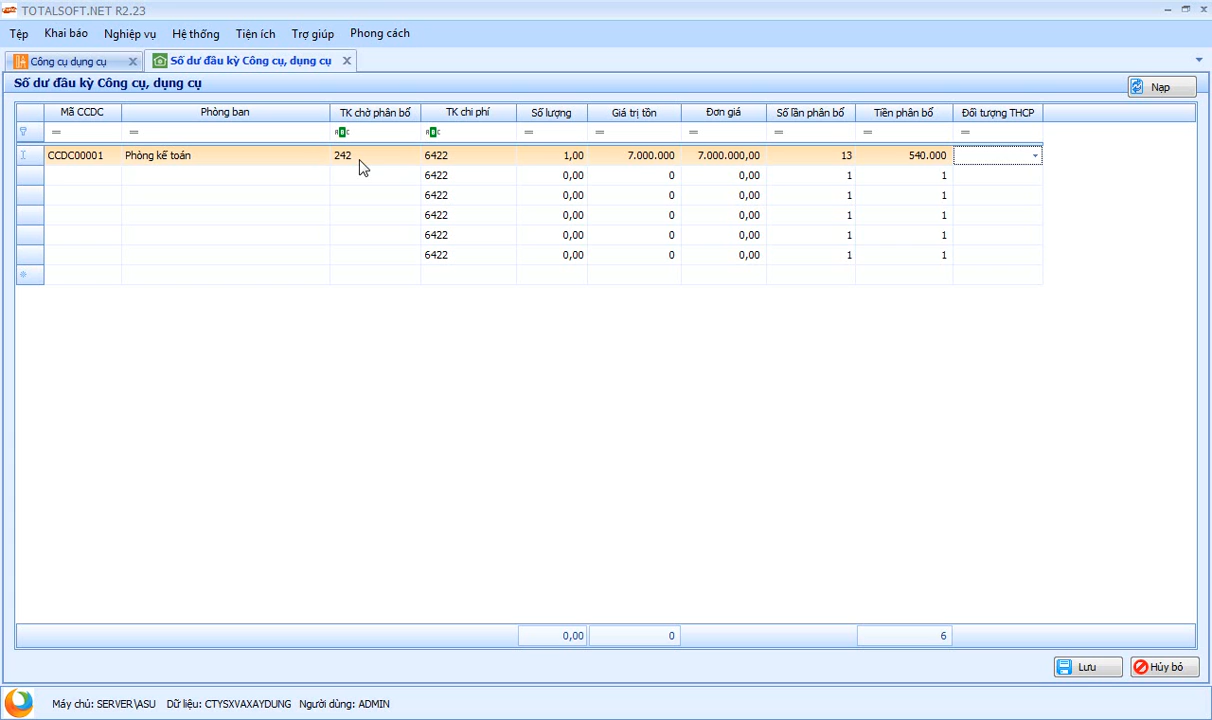 TOTALSOFT.NET R2.23
Tệp Khai báo Nghiệp vụ Hệ thống Tiện ích Trợ giúp Phong cách
Công cụ dụng cụ Số dư đầu kỳ Công cụ, dụng cụ
Số dư đầu kỳ Công cụ, dụng cụ
Nạp
Mã CCDC Phòng ban TK chờ phân bổ TK chi phí Số lượng Giá trị tồn Đơn giá Số lần phân bổ Tiền phân bổ Đối tượng THCP
= = ABC ABC = = = = = =
CCDC00001 Phòng kế toán 242 6422 1,00 7.000.000 7.000.000,00 13 540.000
6422 0,00 0 0,00 1 1
6422 0,00 0 0,00 1 1
6422 0,00 0 0,00 1 1
6422 0,00 0 0,00 1 1
6422 0,00 0 0,00 1 1
0,00 0 6
Lưu Hủy bỏ
Máy chủ: SERVER\ASU Dữ liệu: CTYSXVAXAYDUNG Người dùng: ADMIN